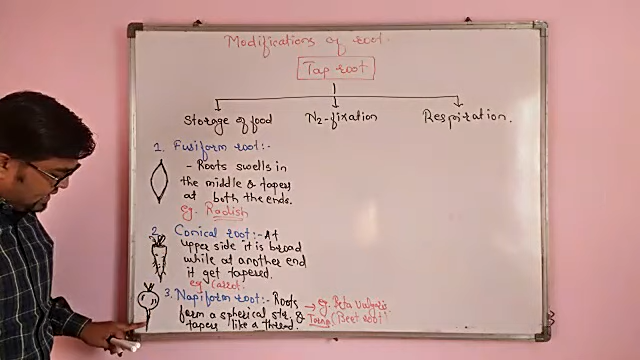 Modifications of root.
Tap root
Storage of food N2-fixation Respiration.
1. Fusiform root:-
- Roots swells in
the middle & tapers
at both the ends.
eg. Radish
2. Conical root:- At
upper side it is broad
while at another end
it get tapered.
eg Carrot.
3. Napiform root:- Roots
form a spherical str. &
tapers like a thread.
→ eg. Beta vulgaris
(Beet root)